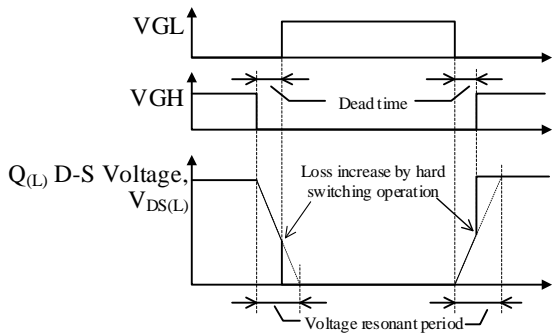 VGL
VGH
Dead time
Q(L) D-S Voltage,
VDS(L)
Loss increase by hard
switching operation
Voltage resonant period